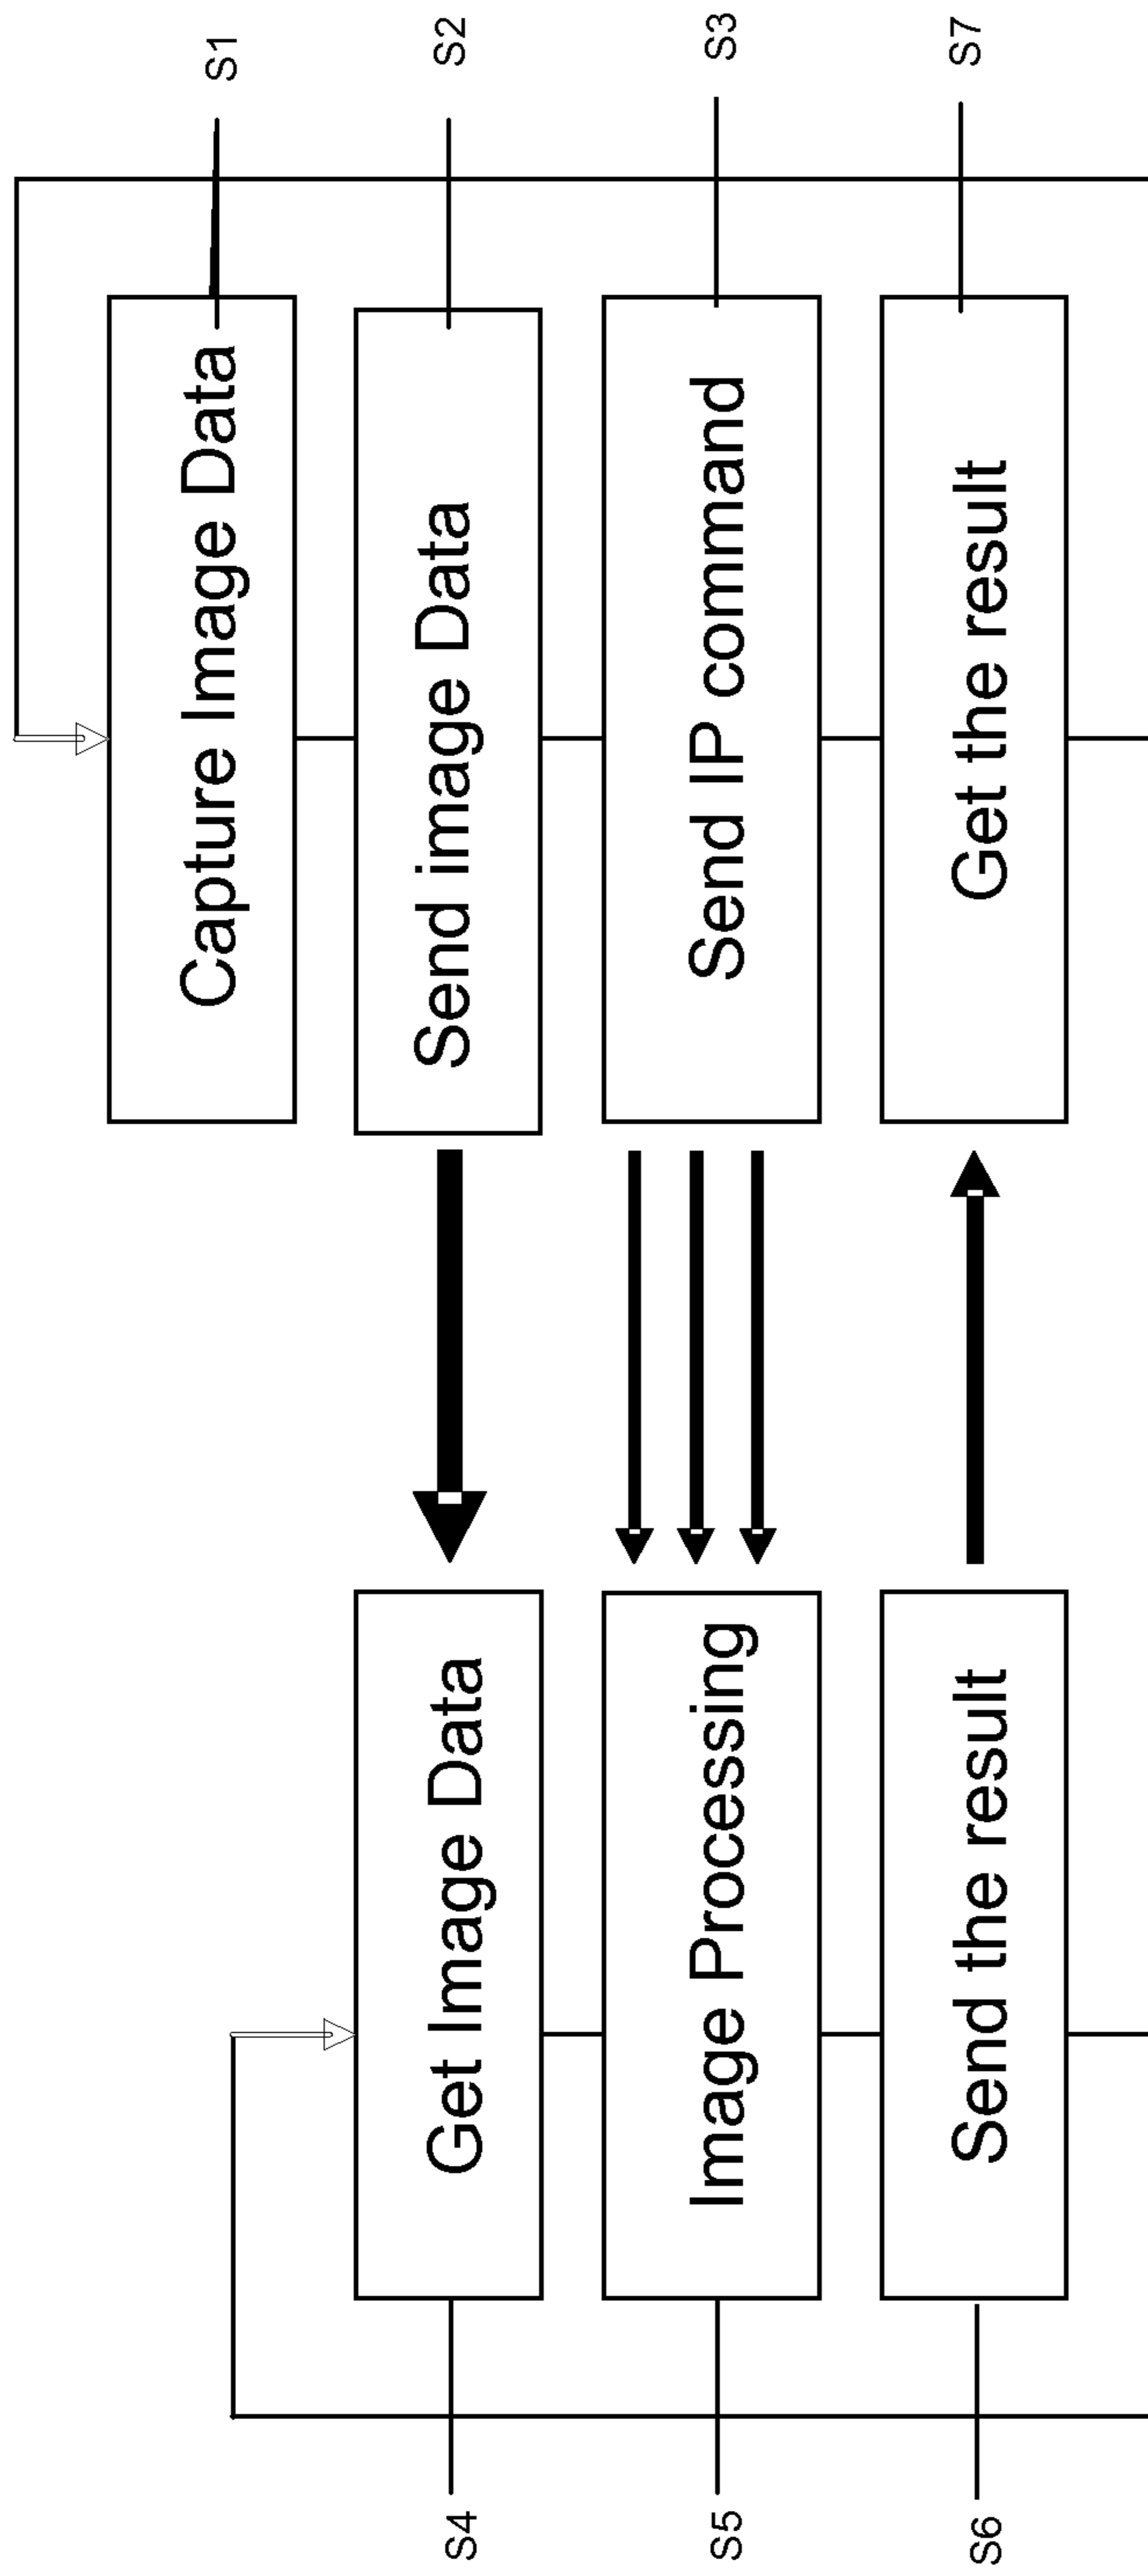 S1
Capture Image Data
S2
Send image Data
S3
Send IP command
S7
Get the result
S4
Get Image Data
S5
Image Processing
S6
Send the result